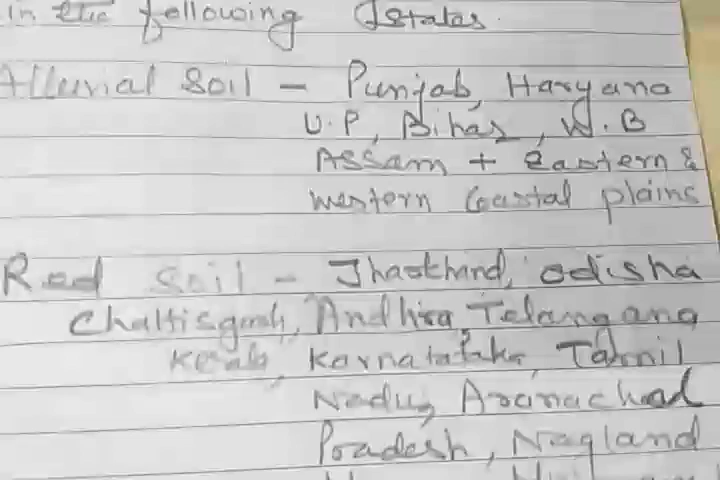 in the following States.
Alluvial Soil - Punjab, Haryana
U.P, Bihar, W.B
Assam + Eastern &
western Coastal plains
Red Soil - Jharkhand, odisha
Chattisgarh, Andhra, Telangana
Kerala, Karnatatake, Tamil
Nadu, Arunachal
Pradesh, Nagland